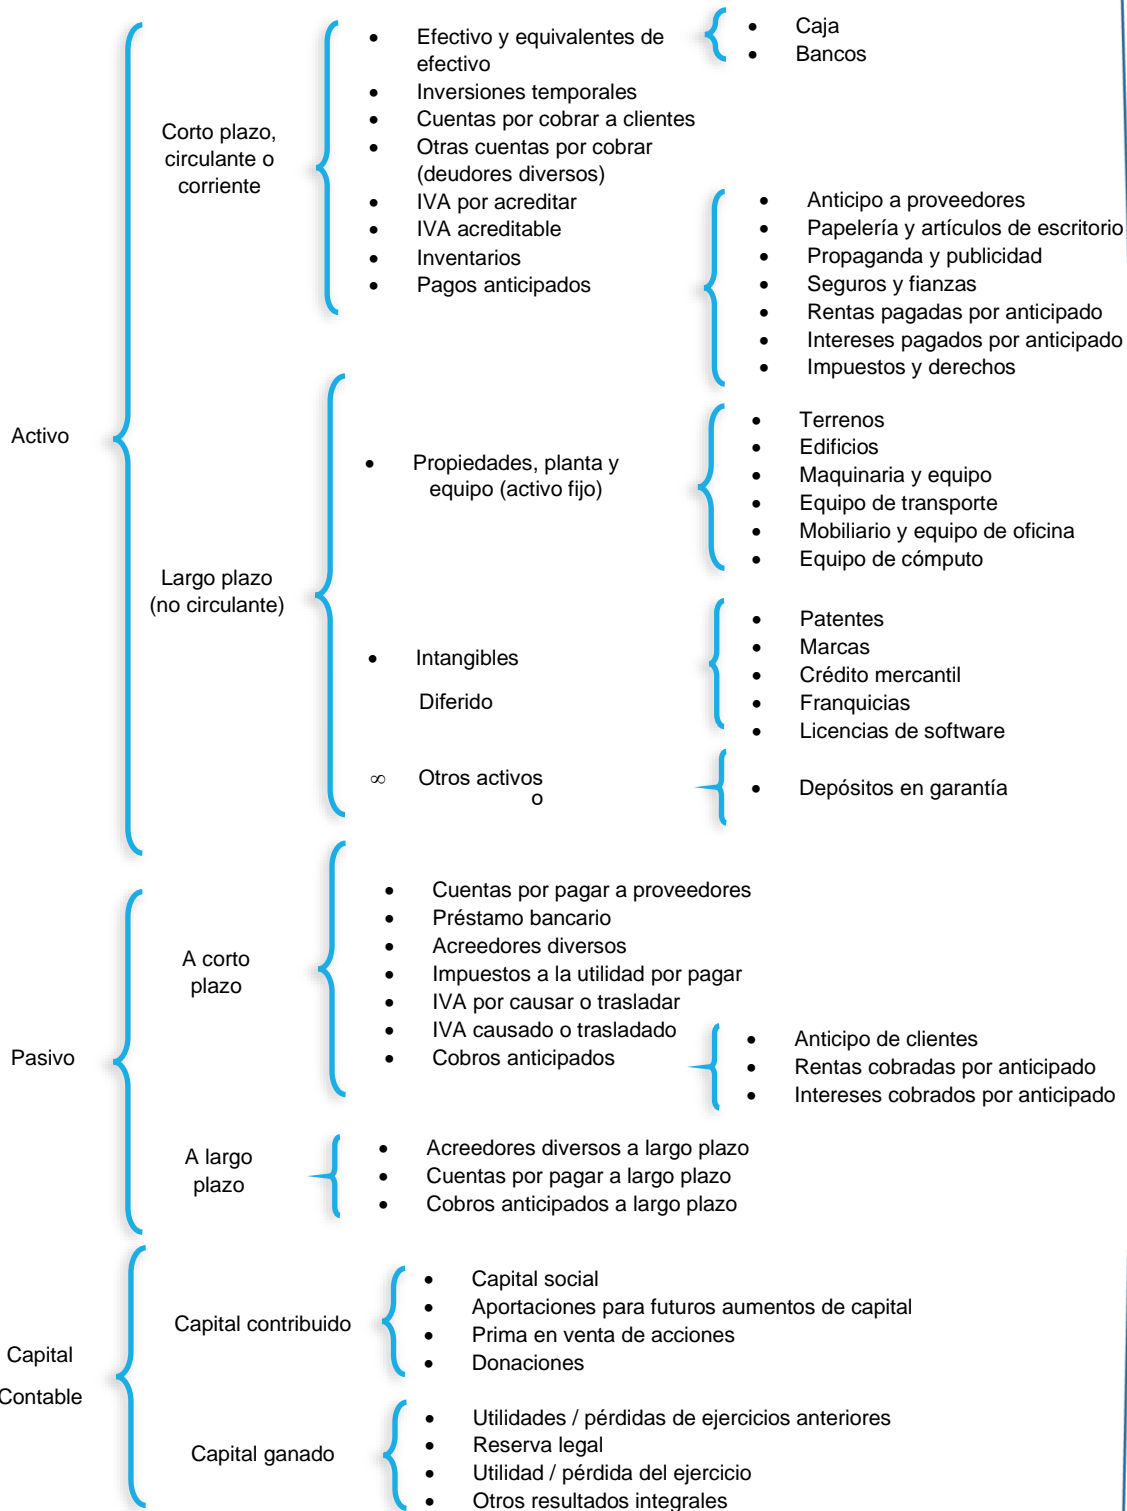 Activo
Corto plazo,
circulante o
corriente
• Efectivo y equivalentes de
efectivo
• Inversiones temporales
• Cuentas por cobrar a clientes
• Otras cuentas por cobrar
(deudores diversos)
• IVA por acreditar
• IVA acreditable
• Inventarios
• Pagos anticipados
• Caja
• Bancos
• Anticipo a proveedores
• Papelería y artículos de escritorio
• Propaganda y publicidad
• Seguros y fianzas
• Rentas pagadas por anticipado
• Intereses pagados por anticipado
• Impuestos y derechos
Largo plazo
(no circulante)
• Propiedades, planta y
equipo (activo fijo)
• Terrenos
• Edificios
• Maquinaria y equipo
• Equipo de transporte
• Mobiliario y equipo de oficina
• Equipo de cómputo
• Intangibles
Diferido
• Patentes
• Marcas
• Crédito mercantil
• Franquicias
• Licencias de software
∞ Otros activos
o
• Depósitos en garantía
Pasivo
A corto
plazo
• Cuentas por pagar a proveedores
• Préstamo bancario
• Acreedores diversos
• Impuestos a la utilidad por pagar
• IVA por causar o trasladar
• IVA causado o trasladado
• Cobros anticipados
• Anticipo de clientes
• Rentas cobradas por anticipado
• Intereses cobrados por anticipado
A largo
plazo
• Acreedores diversos a largo plazo
• Cuentas por pagar a largo plazo
• Cobros anticipados a largo plazo
Capital
Contable
Capital contribuido
• Capital social
• Aportaciones para futuros aumentos de capital
• Prima en venta de acciones
• Donaciones
Capital ganado
• Utilidades / pérdidas de ejercicios anteriores
• Reserva legal
• Utilidad / pérdida del ejercicio
• Otros resultados integrales